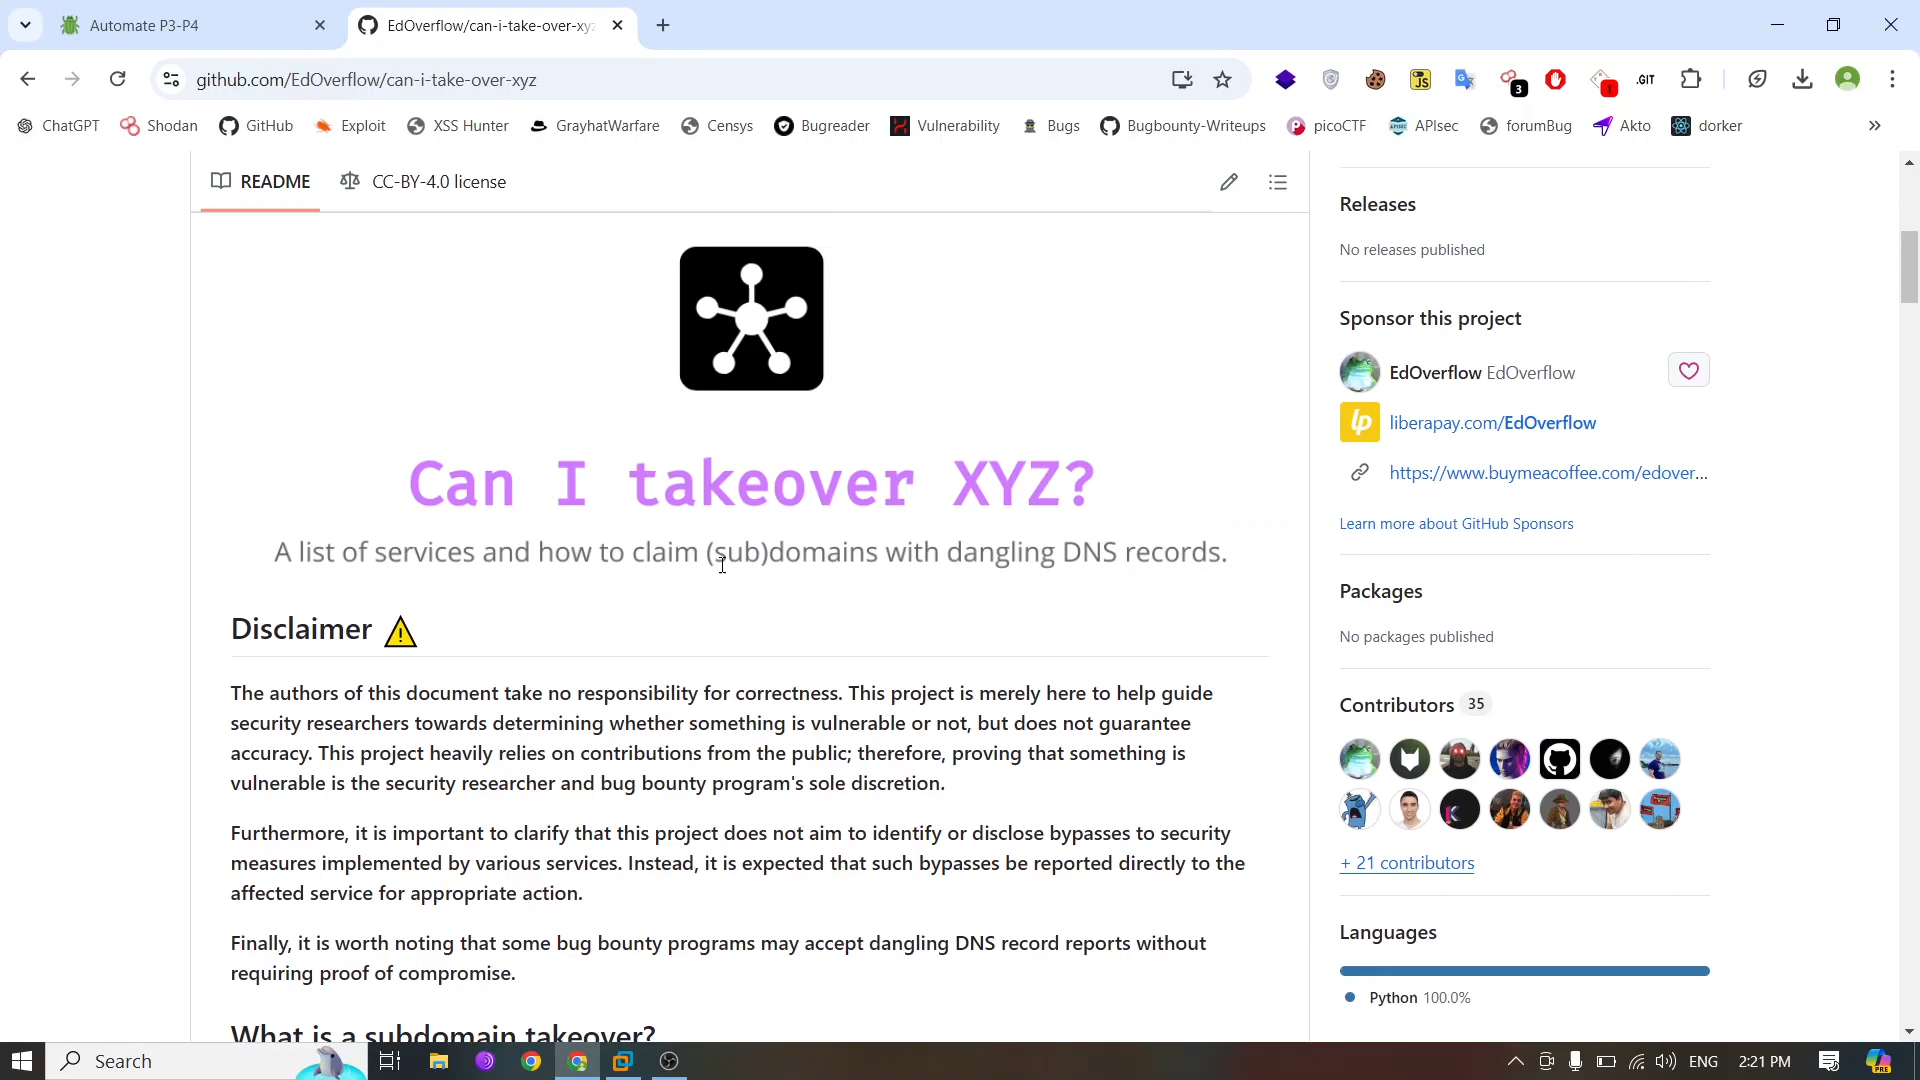 Automate P3-P4
EdOverflow/can-i-take-over-xyz
github.com/EdOverflow/can-i-take-over-xyz
JS
3
1
.GIT
ChatGPT
Shodan
GitHub
Exploit
XSS Hunter
GrayhatWarfare
Censys
Bugreader
Vulnerability
Bugs
Bugbounty-Writeups
picoCTF
APIsec
forumBug
Akto
dorker
README
CC-BY-4.0 license
Can I takeover XYZ?
A list of services and how to claim (sub)domains with dangling DNS records.
Disclaimer
The authors of this document take no responsibility for correctness. This project is merely here to help guide
security researchers towards determining whether something is vulnerable or not, but does not guarantee
accuracy. This project heavily relies on contributions from the public; therefore, proving that something is
vulnerable is the security researcher and bug bounty program's sole discretion.
Furthermore, it is important to clarify that this project does not aim to identify or disclose bypasses to security
measures implemented by various services. Instead, it is expected that such bypasses be reported directly to the
affected service for appropriate action.
Finally, it is worth noting that some bug bounty programs may accept dangling DNS record reports without
requiring proof of compromise.
What is a subdomain takeover?
Releases
No releases published
Sponsor this project
EdOverflow EdOverflow
lp
liberapay.com/EdOverflow
https://www.buymeacoffee.com/edover...
Learn more about GitHub Sponsors
Packages
No packages published
Contributors 35
+ 21 contributors
Languages
Python 100.0%
Search
ENG
2:21 PM
PRE